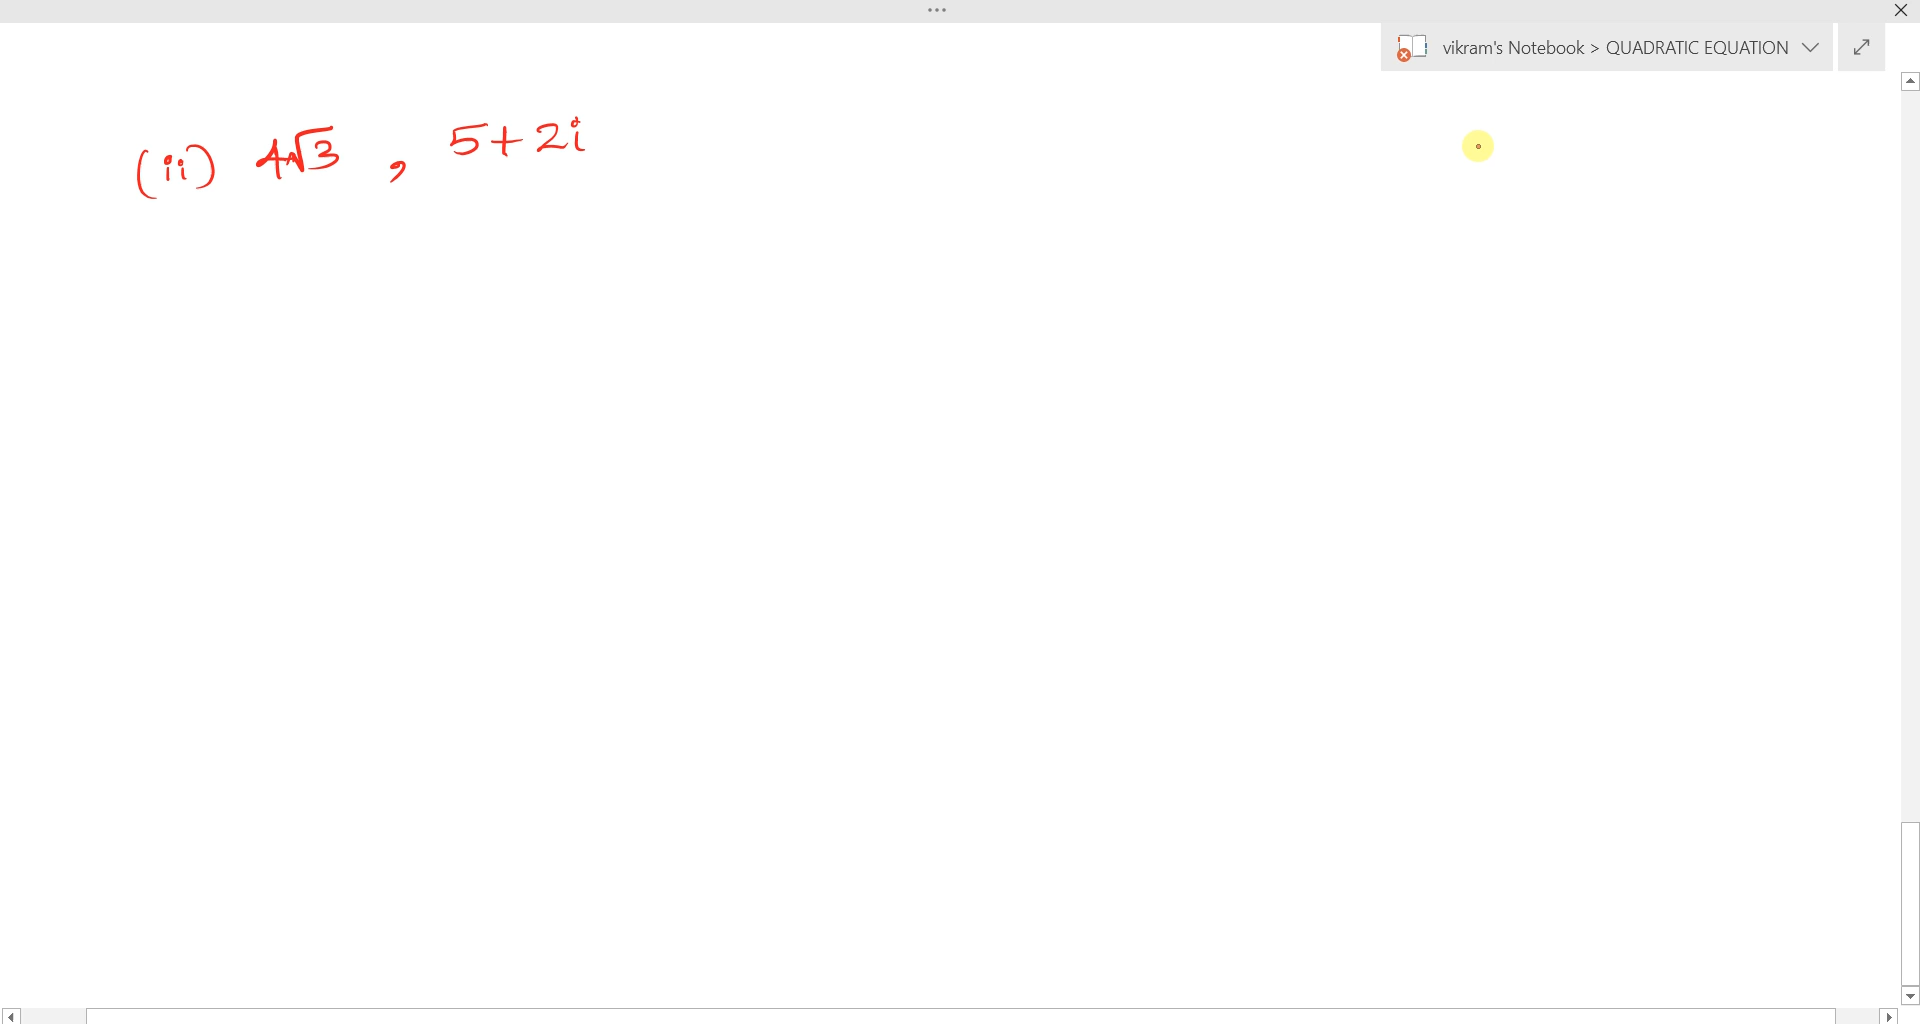 vikram's Notebook > QUADRATIC EQUATION
(ii) 4√3 , 5+2i